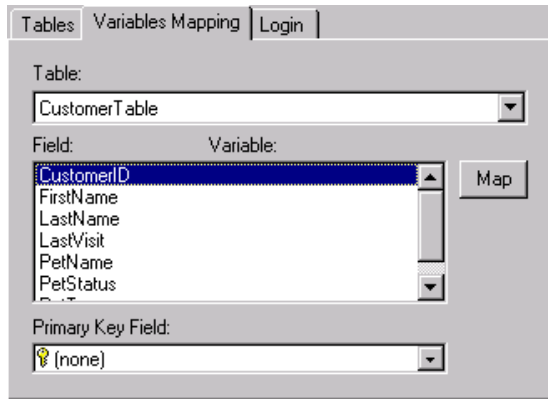 Tables Variables Mapping Login
Table:
CustomerTable
Field: Variable:
CustomerID
Map
FirstName
LastName
LastVisit
PetName
PetStatus
Primary Key Field:
(none)